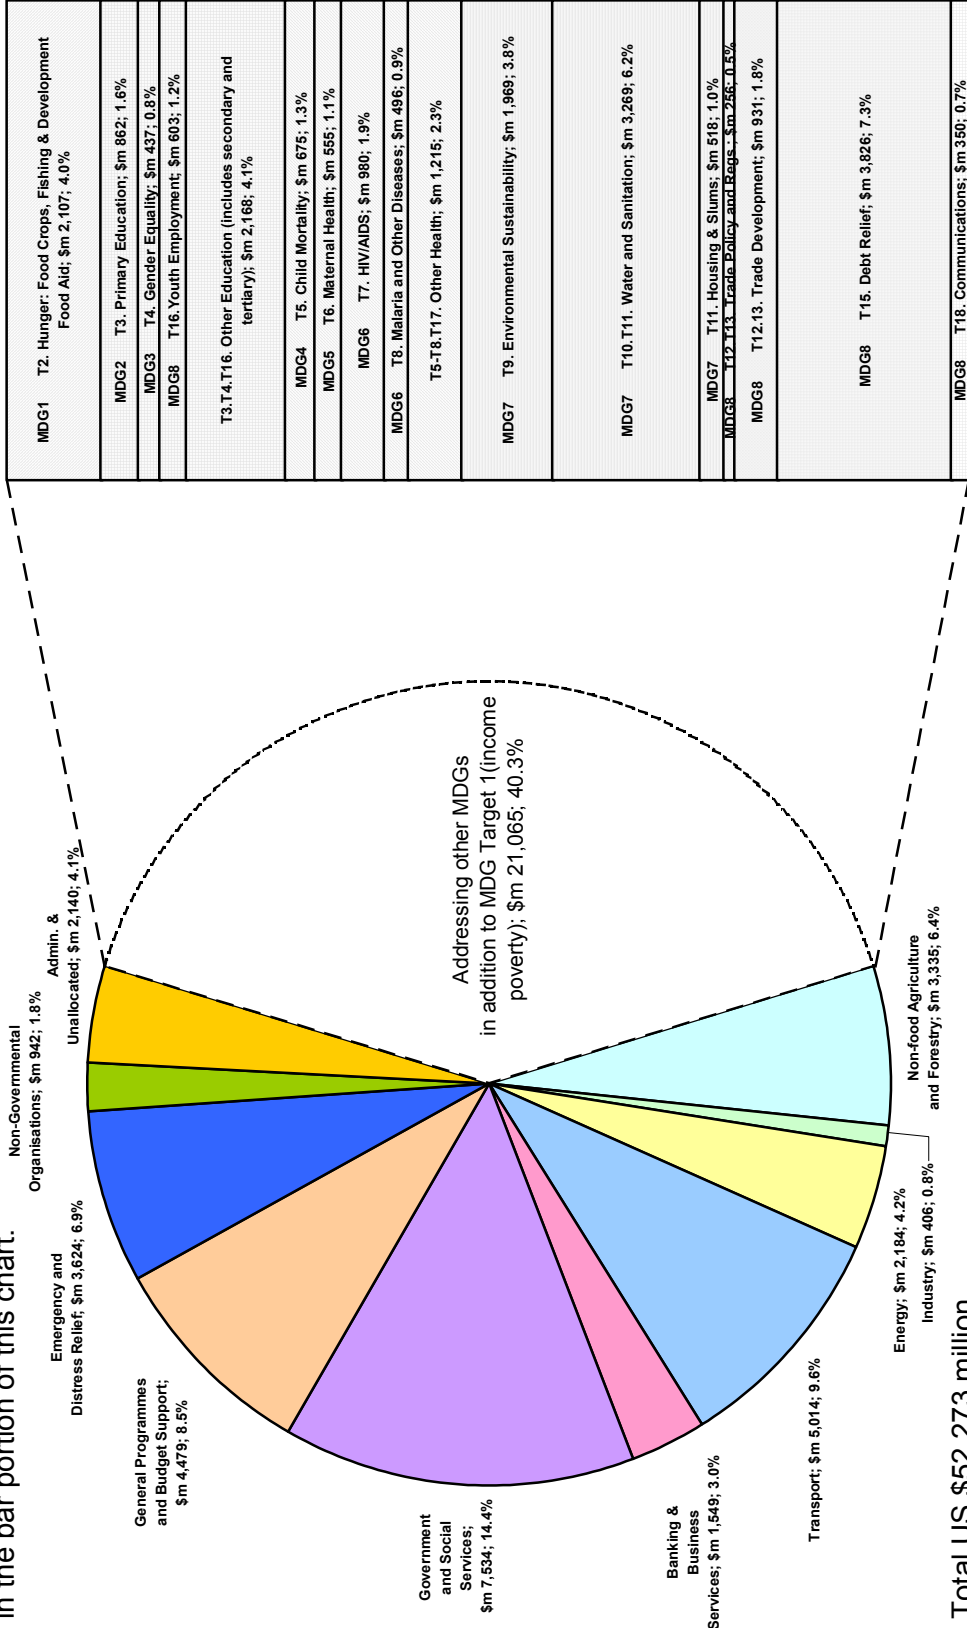 in the bar portion of this chart.
Non-Governmental
Organisations; $m 942; 1.8%
Admin. &
Unallocated; $m 2,140; 4.1%
Emergency and
Distress Relief; $m 3,624; 6.9%
General Programmes
and Budget Support;
$m 4,479; 8.5%
Government
and Social
Services;
$m 7,534; 14.4%
Banking &
Business
Services; $m 1,549; 3.0%
Transport; $m 5,014; 9.6%
Energy; $m 2,184; 4.2%
Industry; $m 406; 0.8%
Non-food Agriculture
and Forestry; $m 3,335; 6.4%
Addressing other MDGs
in addition to MDG Target 1(income
poverty); $m 21,065; 40.3%
MDG1 T2. Hunger: Food Crops, Fishing & Development
Food Aid; $m 2,107; 4.0%
MDG2 T3. Primary Education; $m 862; 1.6%
MDG3 T4. Gender Equality; $m 437; 0.8%
MDG8 T16.Youth Employment; $m 603; 1.2%
T3.T4.T16. Other Education (includes secondary and
tertiary); $m 2,168; 4.1%
MDG4 T5. Child Mortality; $m 675; 1.3%
MDG5 T6. Maternal Health; $m 555; 1.1%
MDG6 T7. HIV/AIDS; $m 980; 1.9%
MDG6 T8. Malaria and Other Diseases; $m 496; 0.9%
T5-T8.T17. Other Health; $m 1,215; 2.3%
MDG7 T9. Environmental Sustainability; $m 1,969; 3.8%
MDG7 T10.T11. Water and Sanitation; $m 3,269; 6.2%
MDG7 T11. Housing & Slums; $m 518; 1.0%
MDG8 T12.T13. Trade Policy and Regs.; $m 256; 0.5%
MDG8 T12.13. Trade Development; $m 931; 1.8%
MDG8 T15. Debt Relief; $m 3,826; 7.3%
MDG8 T18. Communications; $m 350; 0.7%
Total US $52,273 million